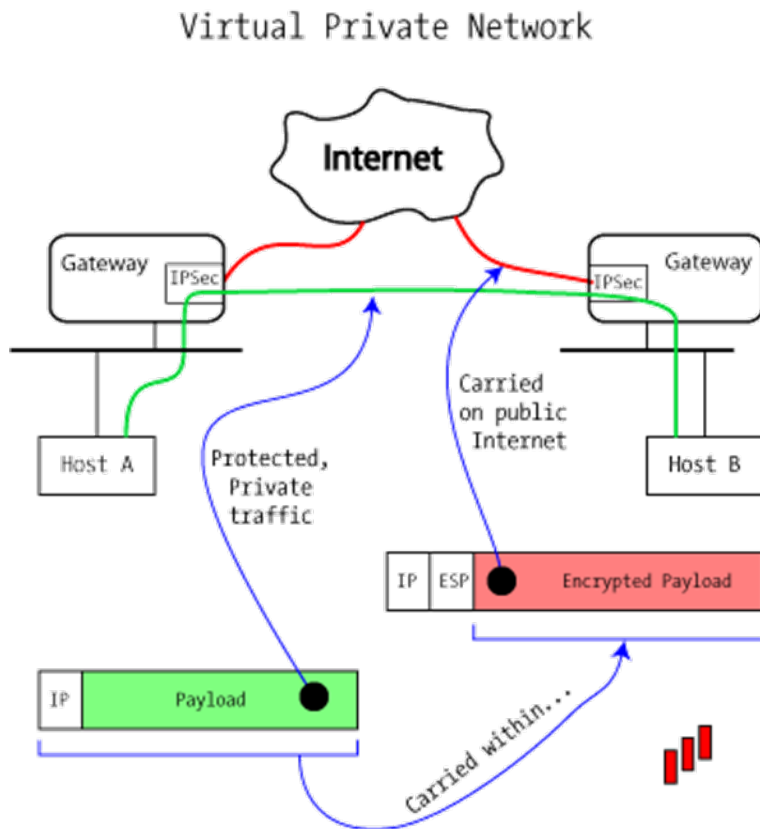 Virtual Private Network
Internet
Gateway
IPSec
Gateway
IPSec
Host A
Host B
Carried
on public
Internet
Protected,
Private
traffic
IP
ESP
Encrypted Payload
IP
Payload
Carried within...